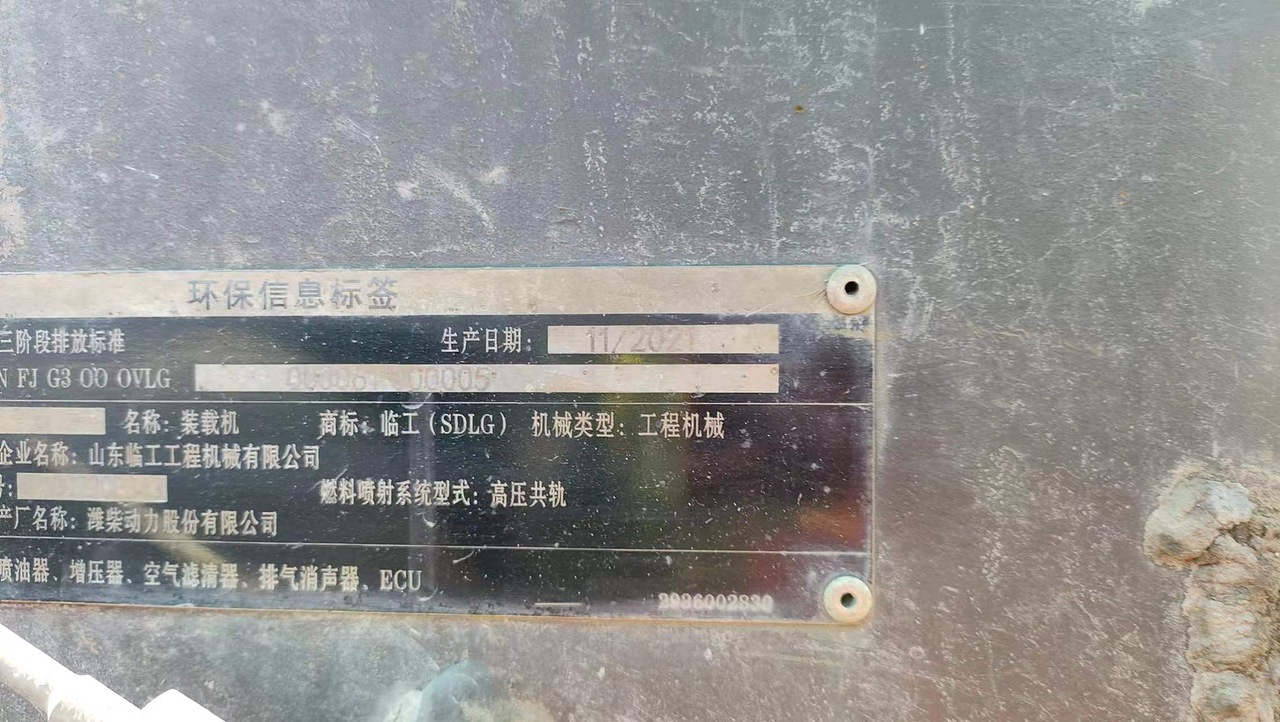 环保信息标签
三阶段排放标准 生产日期: 11/2021
N FJ G3 00 0VLG
名称: 装载机 商标: 临工(SDLG) 机械类型: 工程机械
企业名称: 山东临工工程机械有限公司
号: 燃料喷射系统型式: 高压共轨
产厂名称: 潍柴动力股份有限公司
喷油器、增压器、空气滤清器、排气消声器、ECU
2926002830